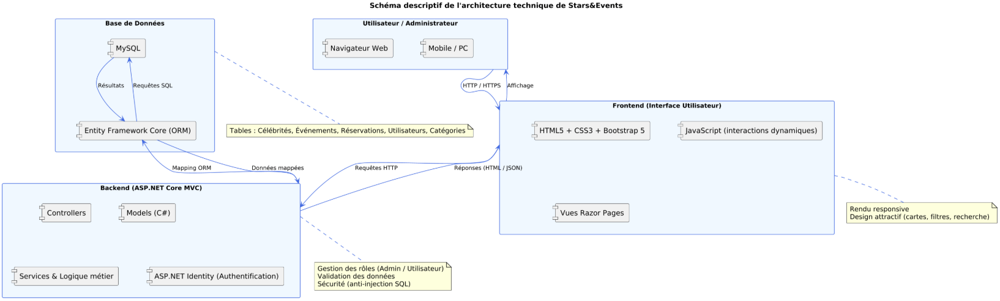 Schéma descriptif de l'architecture technique de Stars&Events
Base de Données
MySQL
Résultats
Requêtes SQL
Entity Framework Core (ORM)
Utilisateur / Administrateur
Navigateur Web
Mobile / PC
HTTP / HTTPS
Affichage
Tables : Célébrités, Événements, Réservations, Utilisateurs, Catégories
Frontend (Interface Utilisateur)
HTML5 + CSS3 + Bootstrap 5
JavaScript (interactions dynamiques)
Vues Razor Pages
Mapping ORM
Données mappées
Requêtes HTTP
Réponses (HTML / JSON)
Rendu responsive
Design attractif (cartes, filtres, recherche)
Backend (ASP.NET Core MVC)
Controllers
Models (C#)
Services & Logique métier
ASP.NET Identity (Authentification)
Gestion des rôles (Admin / Utilisateur)
Validation des données
Sécurité (anti-injection SQL)